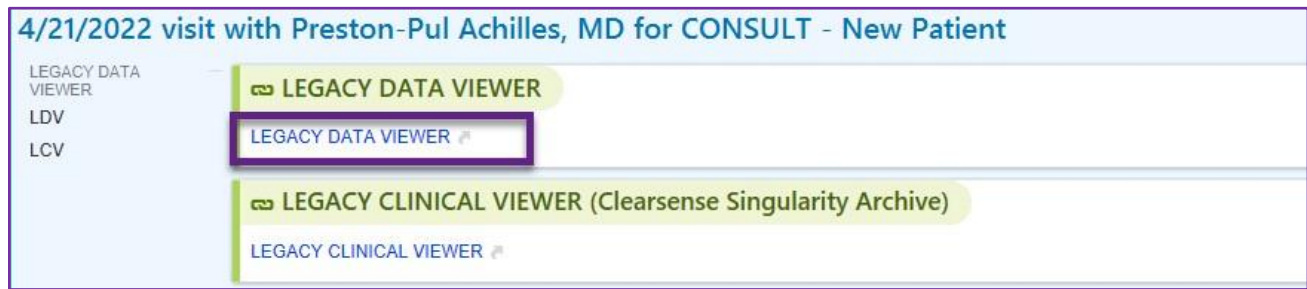 4/21/2022 visit with Preston-Pul Achilles, MD for CONSULT - New Patient
LEGACY DATA
VIEWER
LDV
LCV
LEGACY DATA VIEWER
LEGACY DATA VIEWER
LEGACY CLINICAL VIEWER (Clearsense Singularity Archive)
LEGACY CLINICAL VIEWER